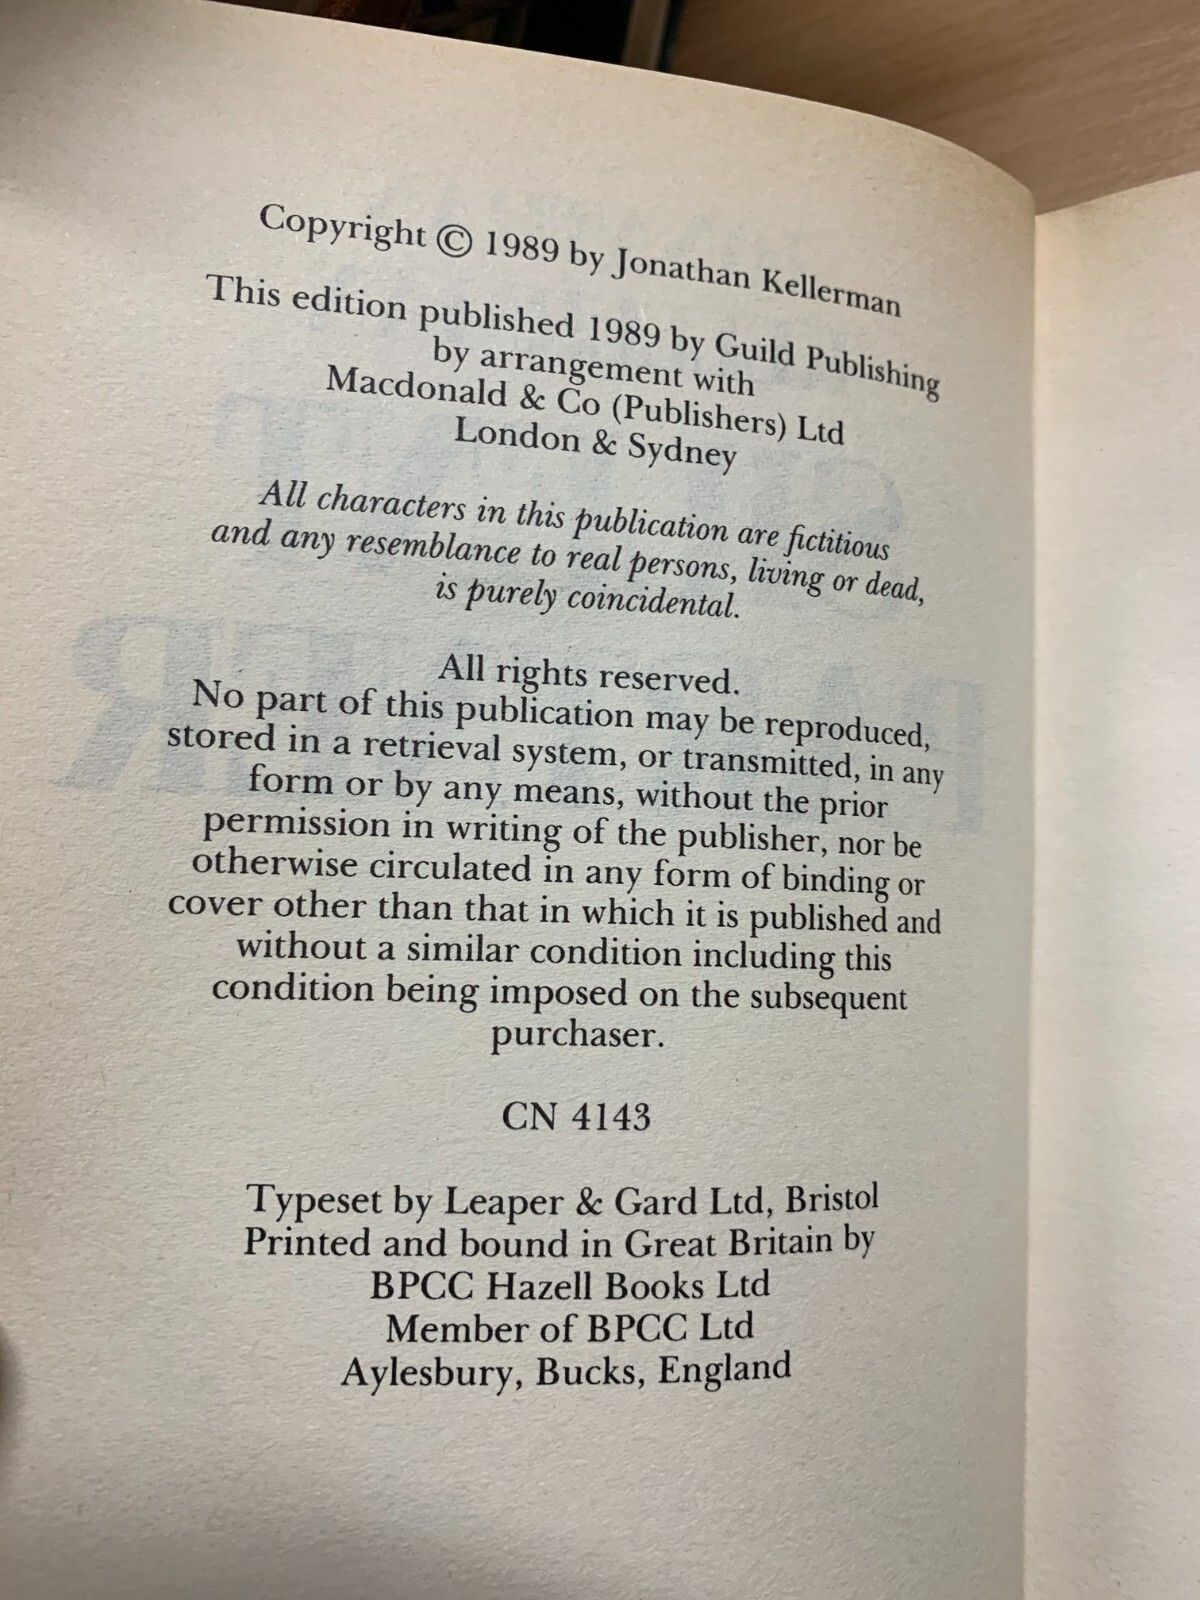 Copyright © 1989 by Jonathan Kellerman
This edition published 1989 by Guild Publishing
by arrangement with
Macdonald & Co (Publishers) Ltd
London & Sydney
All characters in this publication are fictitious
and any resemblance to real persons, living or dead,
is purely coincidental.
All rights reserved.
No part of this publication may be reproduced,
stored in a retrieval system, or transmitted, in any
form or by any means, without the prior
permission in writing of the publisher, nor be
otherwise circulated in any form of binding or
cover other than that in which it is published and
without a similar condition including this
condition being imposed on the subsequent
purchaser.
CN 4143
Typeset by Leaper & Gard Ltd, Bristol
Printed and bound in Great Britain by
BPCC Hazell Books Ltd
Member of BPCC Ltd
Aylesbury, Bucks, England